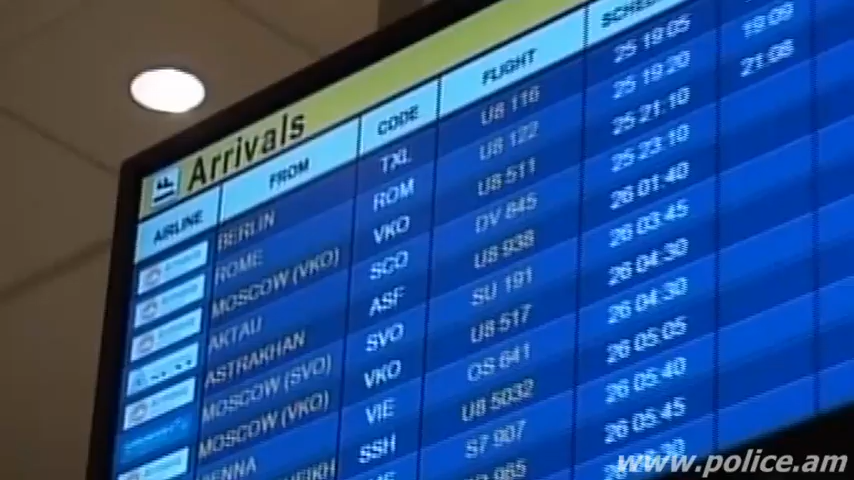 Arrivals
AIRLINE FROM CODE FLIGHT
BERLIN TXL U8 116 25 19:05
ROME ROM U8 122 25 19:20 19:09
MOSCOW (VKO) VKO U8 511 25 21:10 21:08
AKTAU SCO DV 845 25 23:10
ASTRAKHAN ASF U8 938 26 01:40
MOSCOW (SVO) SVO SU 191 26 03:45
MOSCOW (VKO) VKO U8 517 26 04:30
VIE OS 641 26 04:30
SSH U8 5032 26 05:05
S7 907 26 05:40
26 05:45
www.police.am